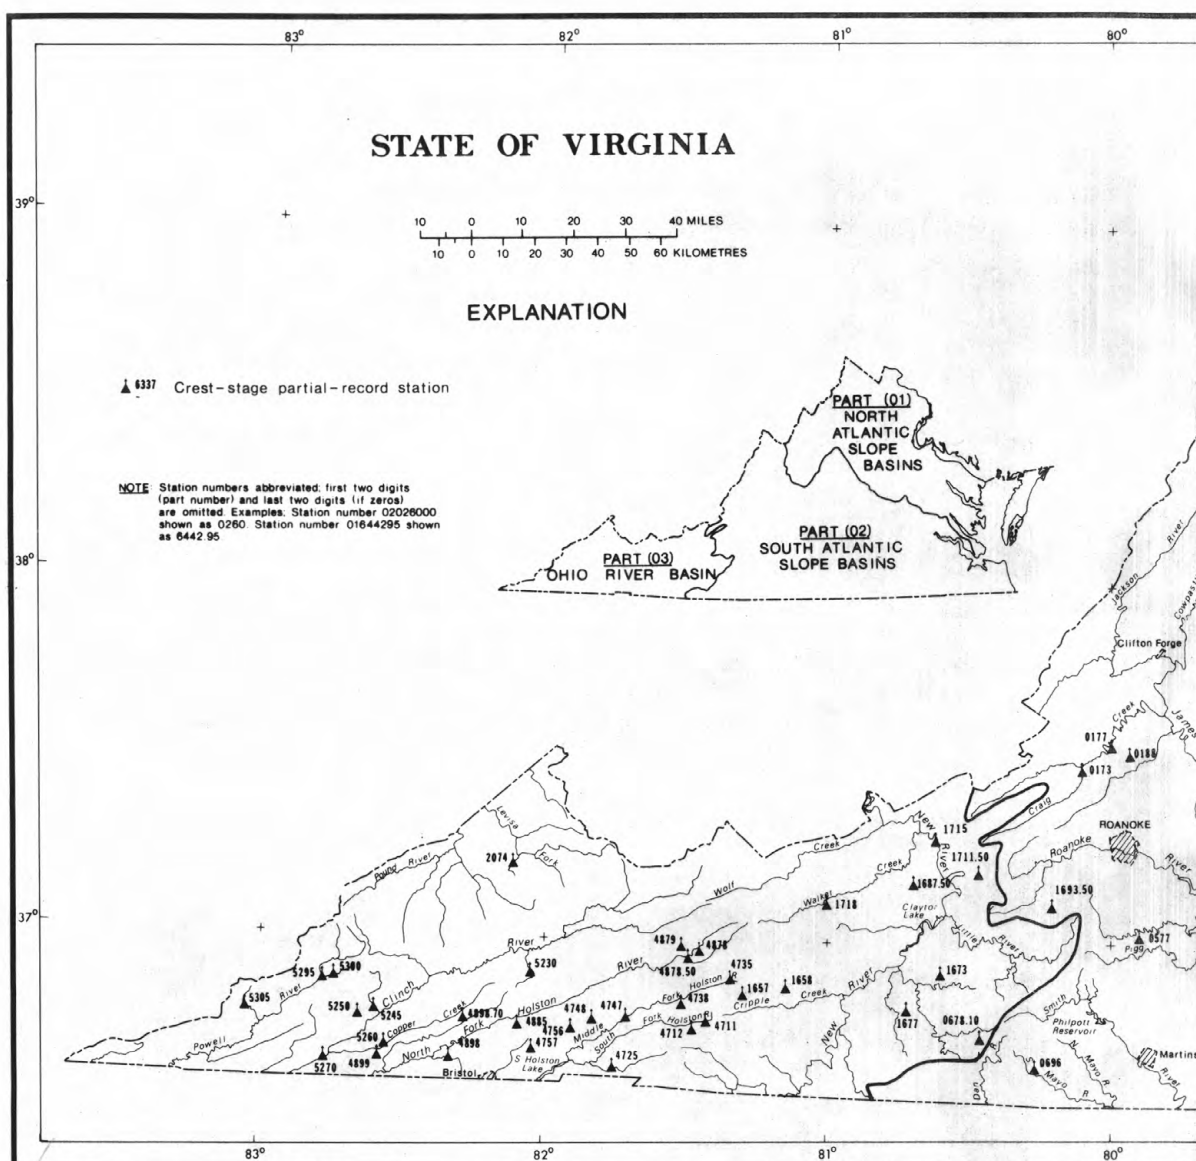 83°
82°
81°
80°
STATE OF VIRGINIA
39°
10 0 10 20 30 40 MILES
10 0 10 20 30 40 50 60 KILOMETRES
EXPLANATION
6337 Crest-stage partial-record station
PART (01)
NORTH
ATLANTIC
SLOPE
BASINS
NOTE: Station numbers abbreviated; first two digits
(part number) and last two digits (if zeros)
are omitted. Examples: Station number 02026000
shown as 0260. Station number 01644295 shown
as 6442.95
PART (02)
SOUTH ATLANTIC
SLOPE BASINS
PART (03)
OHIO RIVER BASIN
38°
Jackson
River
Clifton Forge
Creek
James
0177
0188
0173
Craig
Levisa
Fork
2074
Pound River
New
River
1715
1711.50
ROANOKE
Roanoke
River
Creek
Wolf
Creek
Walker
1687.50
1718
Claytor
Lake
Little
River
1693.50
0577
Pigg
37°
River
4879
4878
4878.50
River
4735
5295
5300
5230
Clinch
River
Holston R
1657
1658
River
1673
5305
5250
5245
Creek
4898.70
Holston
4748
4747
Fork
4738
Cripple
Creek
1677
0678.10
Smith
Philpott
Reservoir
Powell
Copper
5260
Fork
4885
4756
Middle
Fork Holston R
4711
4712
5270
4899
North
4898
4757
South
S Holston
Lake
4725
Bristol
New
Dan
0696
Mayo
R
N. Mayo R
Martins
River
83°
82°
81°
80°